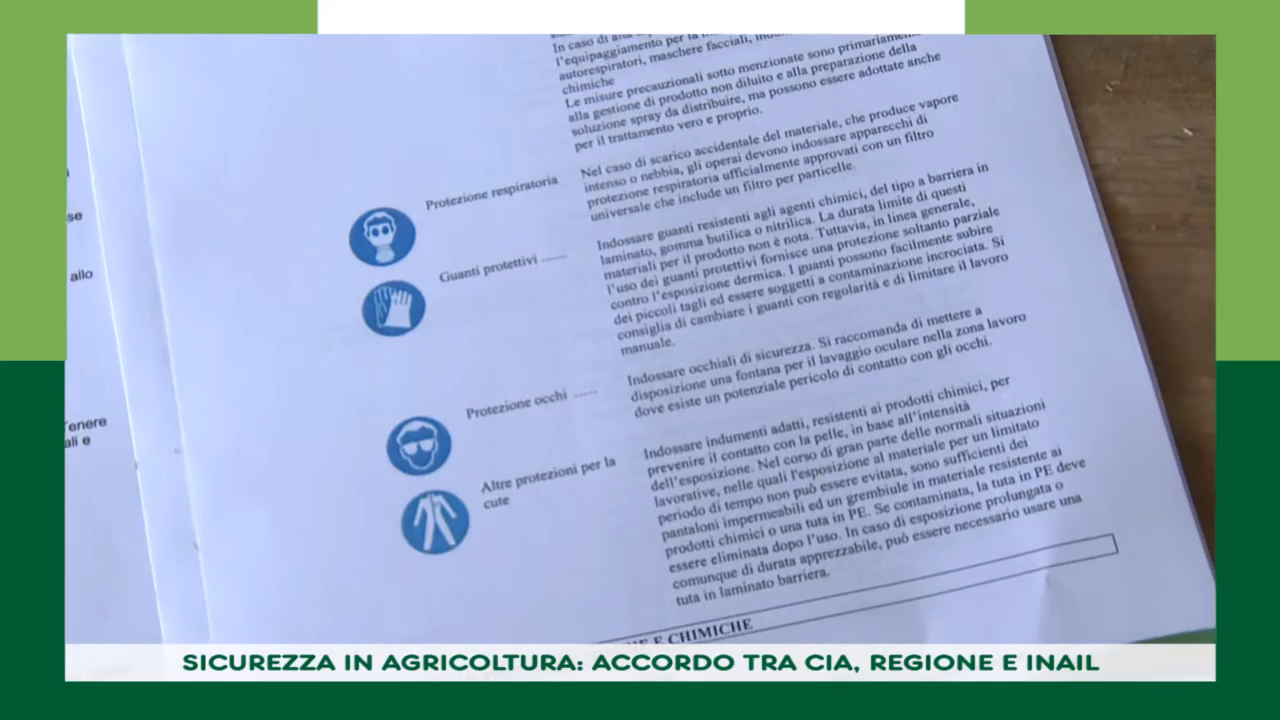 In caso di
l'equipaggiamento per la
autorespiratori, maschere facciali,
chimiche
Le misure precauzionali sotto menzionate sono primariamente
alla gestione di prodotto non diluito e alla preparazione della
soluzione spray da distribuire, ma possono essere adottate anche
per il trattamento vero e proprio.
Protezione respiratoria
Nel caso di scarico accidentale del materiale, che produce vapore
intenso o nebbia, gli operai devono indossare apparecchi di
protezione respiratoria ufficialmente approvati con un filtro
universale che include un filtro per particelle.
Guanti protettivi .......
Indossare guanti resistenti agli agenti chimici, del tipo a barriera in
laminato, gomma butilica o nitrilica. La durata limite di questi
materiali per il prodotto non è nota. Tuttavia, in linea generale,
l'uso dei guanti protettivi fornisce una protezione soltanto parziale
contro l'esposizione dermica. I guanti possono facilmente subire
dei piccoli tagli ed essere soggetti a contaminazione incrociata. Si
consiglia di cambiare i guanti con regolarità e di limitare il lavoro
manuale.
Protezione occhi ......
Indossare occhiali di sicurezza. Si raccomanda di mettere a
disposizione una fontana per il lavaggio oculare nella zona lavoro
dove esiste un potenziale pericolo di contatto con gli occhi.
Altre protezioni per la
cute
Indossare indumenti adatti, resistenti ai prodotti chimici, per
prevenire il contatto con la pelle, in base all'intensità
dell'esposizione. Nel corso di gran parte delle normali situazioni
lavorative, nelle quali l'esposizione al materiale per un limitato
periodo di tempo non può essere evitata, sono sufficienti dei
pantaloni impermeabili ed un grembiule in materiale resistente ai
prodotti chimici o una tuta in PE. Se contaminata, la tuta in PE deve
essere eliminata dopo l'uso. In caso di esposizione prolungata o
comunque di durata apprezzabile, può essere necessario usare una
tuta in laminato barriera.
E CHIMICHE
se
allo
enere
ali e
SICUREZZA IN AGRICOLTURA: ACCORDO TRA CIA, REGIONE E INAIL